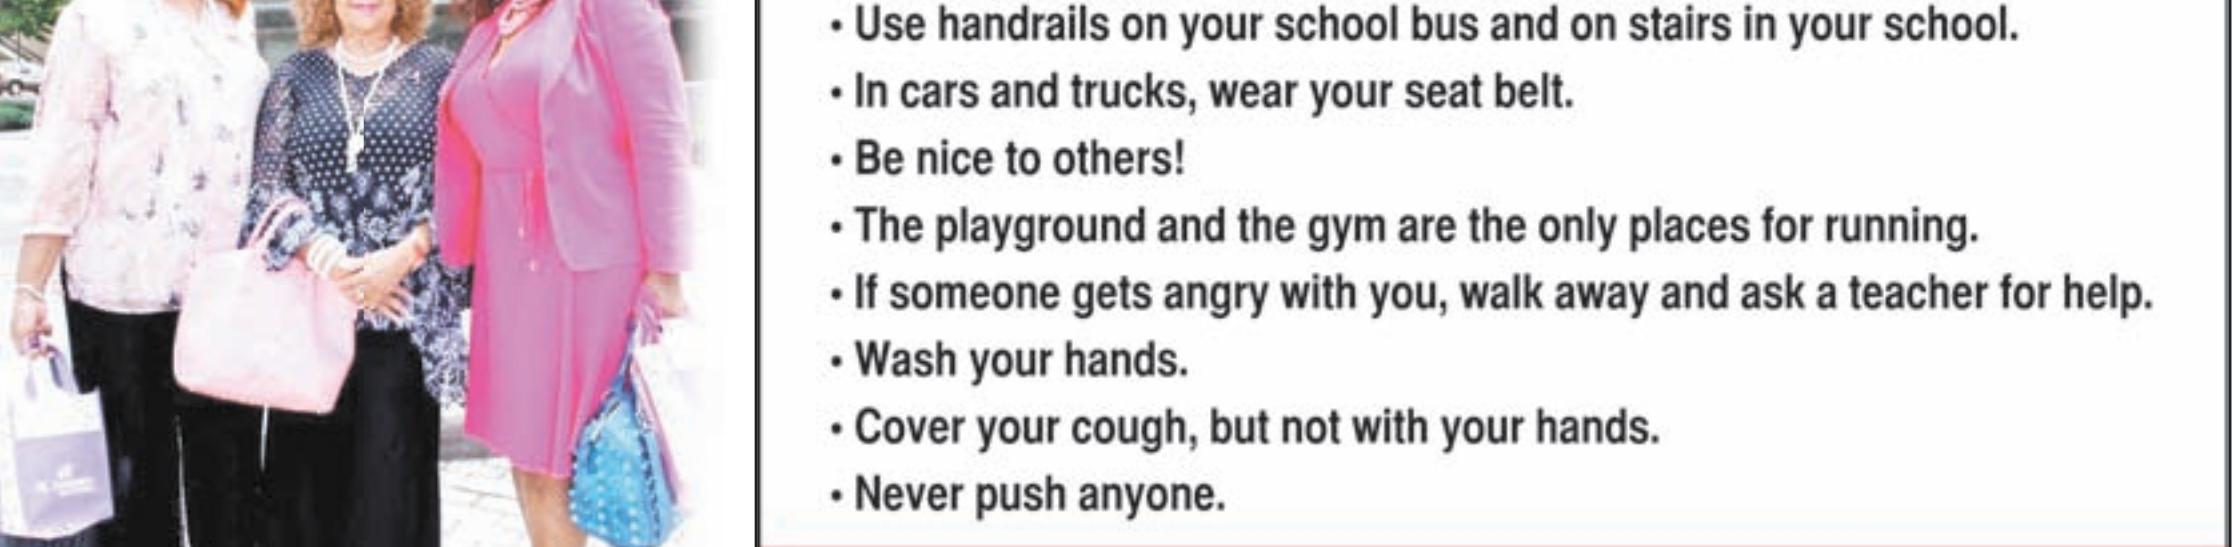 • Use handrails on your school bus and on stairs in your school.
• In cars and trucks, wear your seat belt.
• Be nice to others!
• The playground and the gym are the only places for running.
• If someone gets angry with you, walk away and ask a teacher for help.
• Wash your hands.
• Cover your cough, but not with your hands.
• Never push anyone.